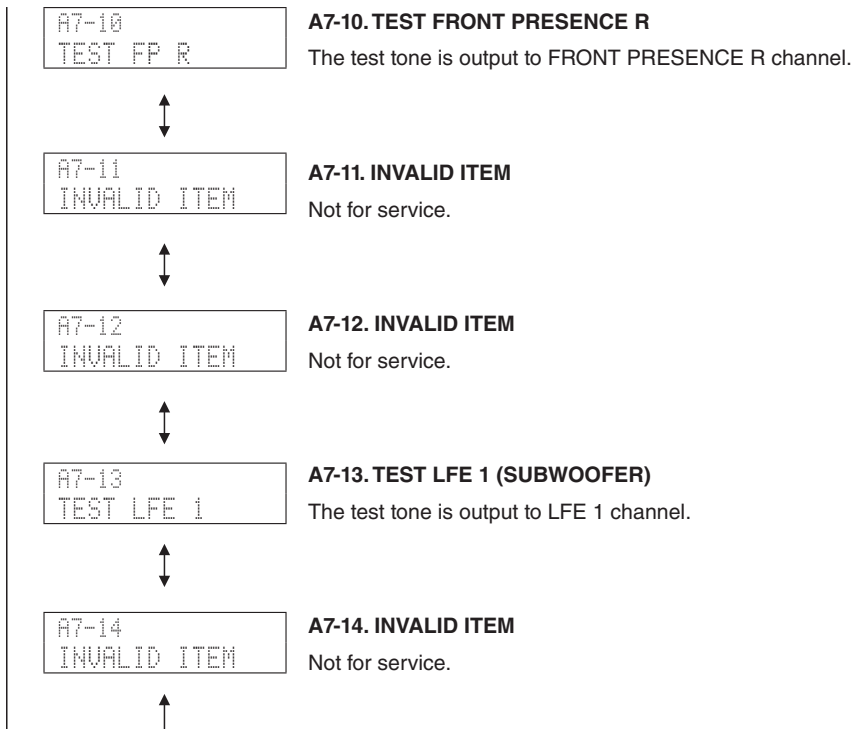 A7-10
TEST FP R
A7-10. TEST FRONT PRESENCE R
The test tone is output to FRONT PRESENCE R channel.
A7-11
INVALID ITEM
A7-11. INVALID ITEM
Not for service.
A7-12
INVALID ITEM
A7-12. INVALID ITEM
Not for service.
A7-13
TEST LFE 1
A7-13. TEST LFE 1 (SUBWOOFER)
The test tone is output to LFE 1 channel.
A7-14
INVALID ITEM
A7-14. INVALID ITEM
Not for service.